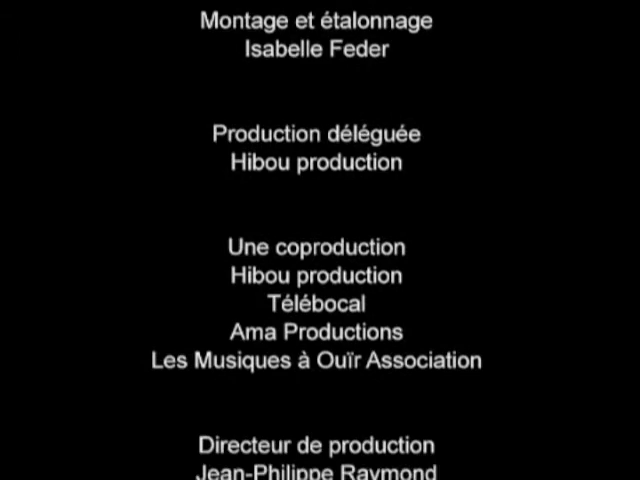 Montage et étalonnage
Isabelle Feder
Production déléguée
Hibou production
Une coproduction
Hibou production
Télébocal
Ama Productions
Les Musiques à Ouïr Association
Directeur de production
Jean-Philippe Raymond